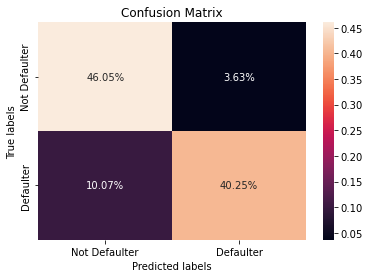 Confusion Matrix
True labels
Not Defaulter
Defaulter
46.05%
3.63%
10.07%
40.25%
Not Defaulter
Defaulter
Predicted labels
0.45
0.40
0.35
0.30
0.25
0.20
0.15
0.10
0.05